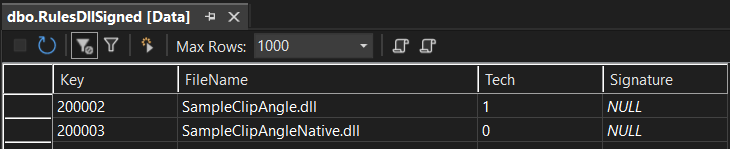 dbo.RulesDllSigned [Data]
Max Rows: 1000
Key FileName Tech Signature
200002 SampleClipAngle.dll 1 NULL
200003 SampleClipAngleNative.dll 0 NULL